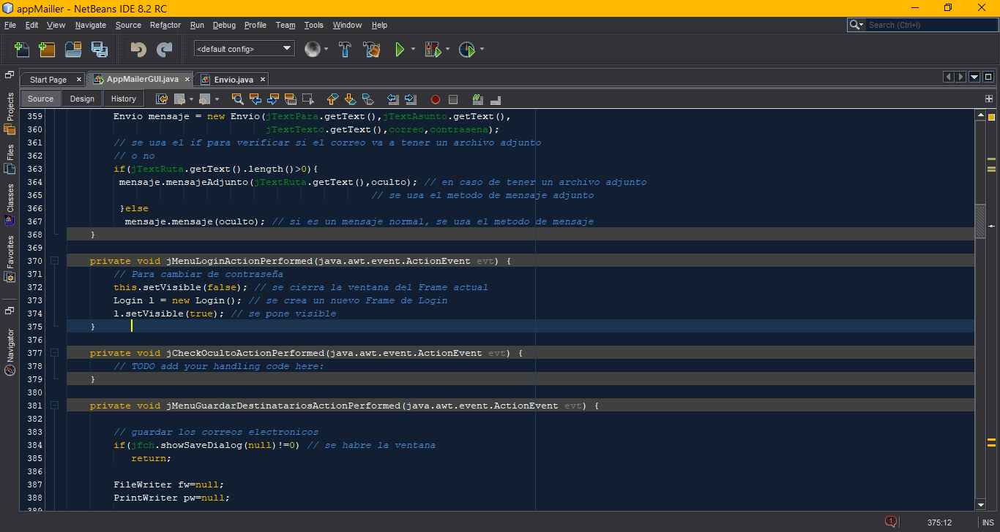 appMailler - NetBeans IDE 8.2 RC
File Edit View Navigate Source Refactor Run Debug Profile Team Tools Window Help
Search (Ctrl+I)
<default config>
Start Page AppMailerGUI.java Envio.java
Source Design History
Projects
Files
Classes
Favorites
Navigator
359 Envio mensaje = new Envio(jTextPara.getText(),jTextAsunto.getText(),
360 jTextTexto.getText(),correo,contrasena);
361 // se usa el if para verificar si el correo va a tener un archivo adjunto
362 // o no
363 if(jTextRuta.getText().length()>0){
364 mensaje.mensajeAdjunto(jTextRuta.getText(),oculto); // en caso de tener un archivo adjunto
365 // se usa el metodo de mensaje adjunto
366 }else
367 mensaje.mensaje(oculto); // si es un mensaje normal, se usa el metodo de mensaje
368 }
369
370 private void jMenuLoginActionPerformed(java.awt.event.ActionEvent evt) {
371 // Para cambiar de contraseña
372 this.setVisible(false); // se cierra la ventana del Frame actual
373 Login l = new Login(); // se crea un nuevo Frame de Login
374 l.setVisible(true); // se pone visible
375 }
376
377 private void jCheckOcultoActionPerformed(java.awt.event.ActionEvent evt) {
378 // TODO add your handling code here:
379 }
380
381 private void jMenuGuardarDestinatariosActionPerformed(java.awt.event.ActionEvent evt) {
382
383 // guardar los correos electronicos
384 if(jfch.showSaveDialog(null)!=0) // se habre la ventana
385 return;
386
387 FileWriter fw=null;
388 PrintWriter pw=null;
389
1 375:12 INS